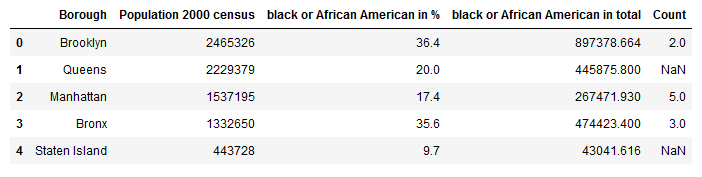 Borough Population 2000 census black or African American in % black or African American in total Count
0 Brooklyn 2465326 36.4 897378.664 2.0
1 Queens 2229379 20.0 445875.800 NaN
2 Manhattan 1537195 17.4 267471.930 5.0
3 Bronx 1332650 35.6 474423.400 3.0
4 Staten Island 443728 9.7 43041.616 NaN